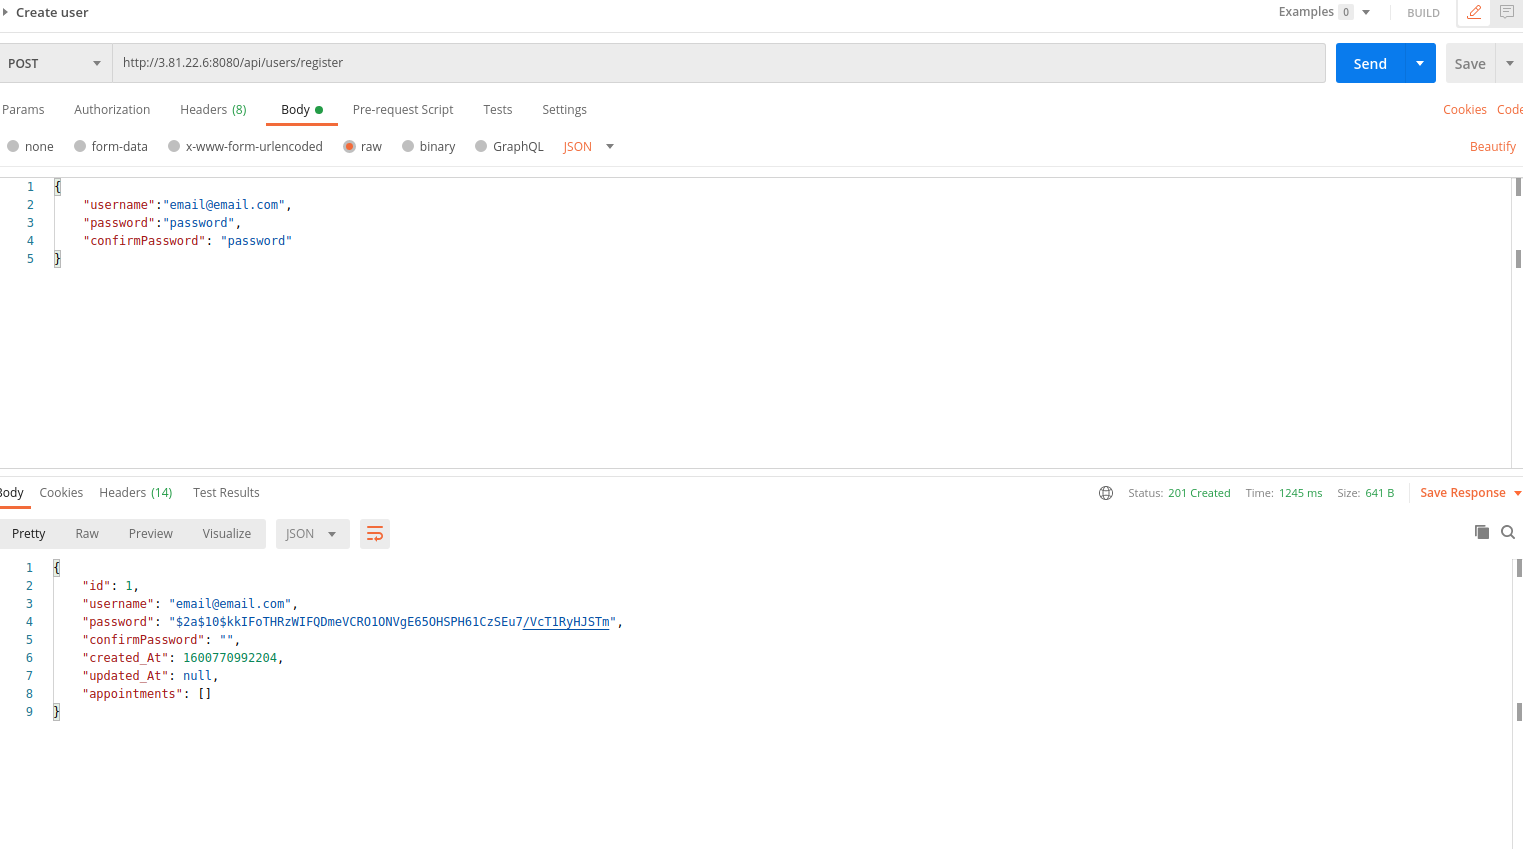 Create user
Examples 0 BUILD
POST http://3.81.22.6:8080/api/users/register Send Save
Params Authorization Headers (8) Body Pre-request Script Tests Settings Cookies Code
none form-data x-www-form-urlencoded raw binary GraphQL JSON Beautify
1 {
2 "username":"email@email.com",
3 "password":"password",
4 "confirmPassword": "password"
5 }
Body Cookies Headers (14) Test Results Status: 201 Created Time: 1245 ms Size: 641 B Save Response
Pretty Raw Preview Visualize JSON
1 {
2 "id": 1,
3 "username": "email@email.com",
4 "password": "$2a$10$kkIFoTHRzWIFQDmeVCRO1ONVgE65OHSPH61CzSEu7/VcT1RyHJSTm",
5 "confirmPassword": "",
6 "created_At": 1600770992204,
7 "updated_At": null,
8 "appointments": []
9 }